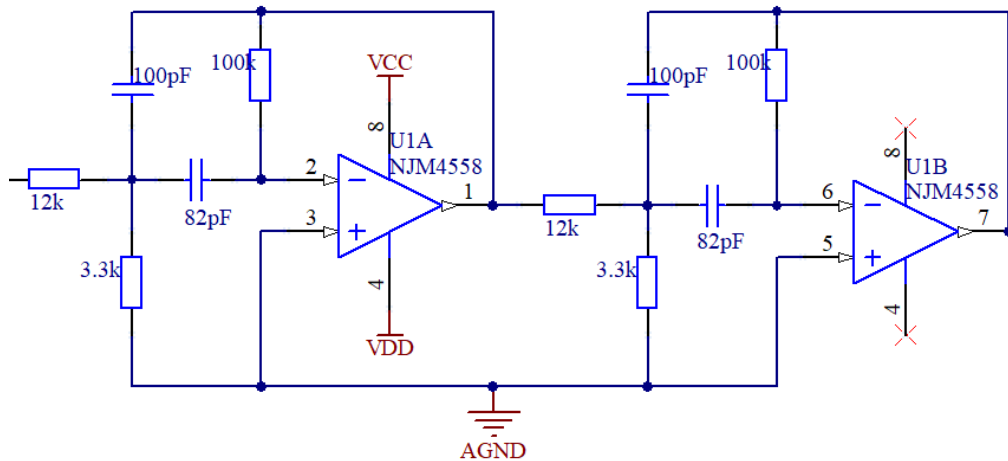 100pF
100k
VCC
8
U1A
NJM4558
2
3
1
12k
82pF
3.3k
4
VDD
100pF
100k
8
U1B
NJM4558
6
5
7
12k
82pF
3.3k
4
AGND